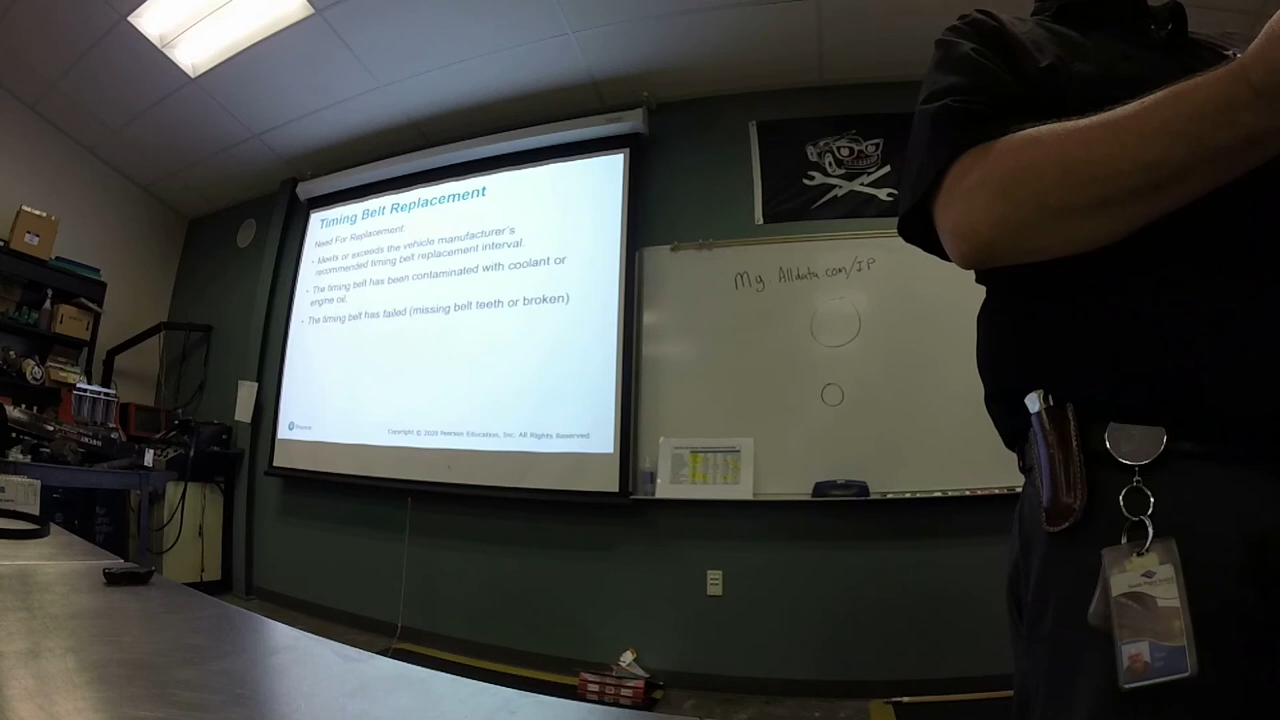 Timing Belt Replacement
Need For Replacement.
• Meets or exceeds the vehicle manufacturer's
recommended timing belt replacement interval.
• The timing belt has been contaminated with coolant or
engine oil.
• The timing belt has failed (missing belt teeth or broken)
Pearson
Copyright © 2020 Pearson Education, Inc. All Rights Reserved
My.Alldata.com/IP